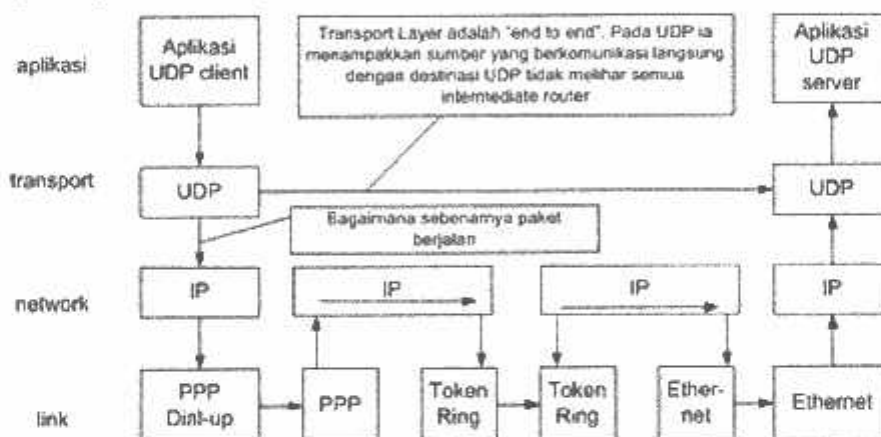 aplikasi
Aplikasi
UDP client
Transport Layer adalah "end to end". Pada UDP ia
menampakkan sumber yang berkomunikasi langsung
dengan destinasi UDP tidak melihar semua
intermediate router
Aplikasi
UDP
server
transport
UDP
UDP
Bagaimana sebenarnya paket
berjalan
network
IP
IP
IP
IP
link
PPP
Dial-up
PPP
Token
Ring
Token
Ring
Ether-
net
Ethernet